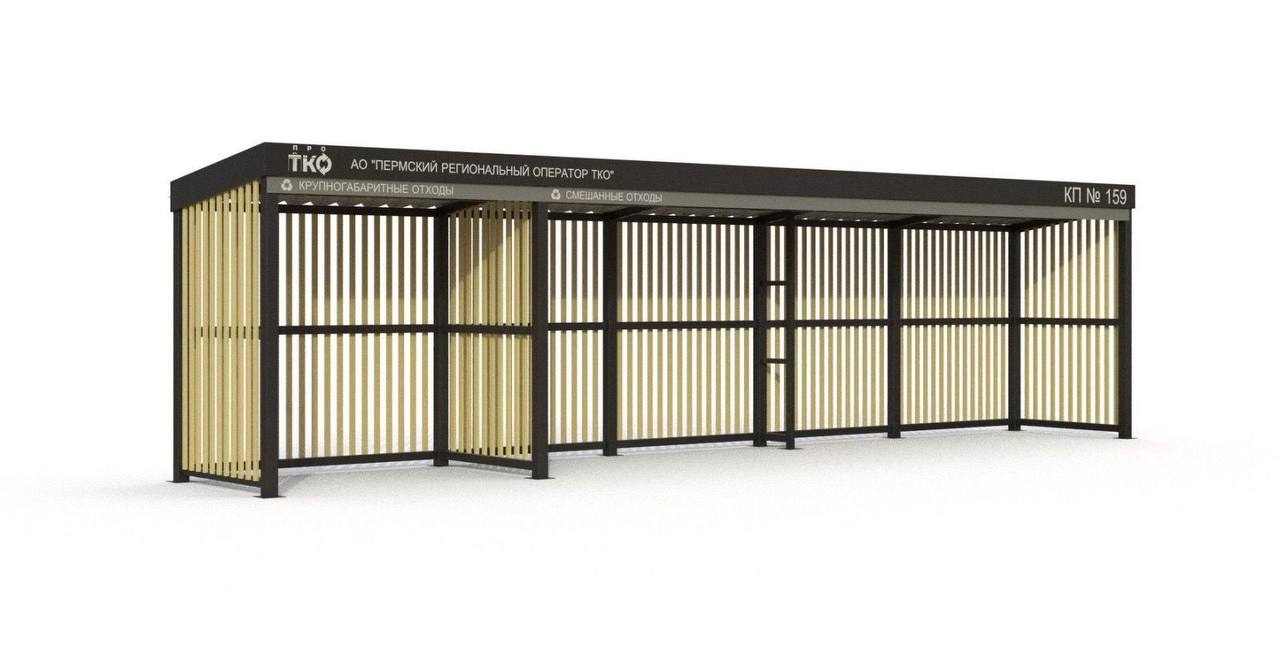 ПРО
ТКО
АО "ПЕРМСКИЙ РЕГИОНАЛЬНЫЙ ОПЕРАТОР ТКО"
КРУПНОГАБАРИТНЫЕ ОТХОДЫ
СМЕШАННЫЕ ОТХОДЫ
КП № 159